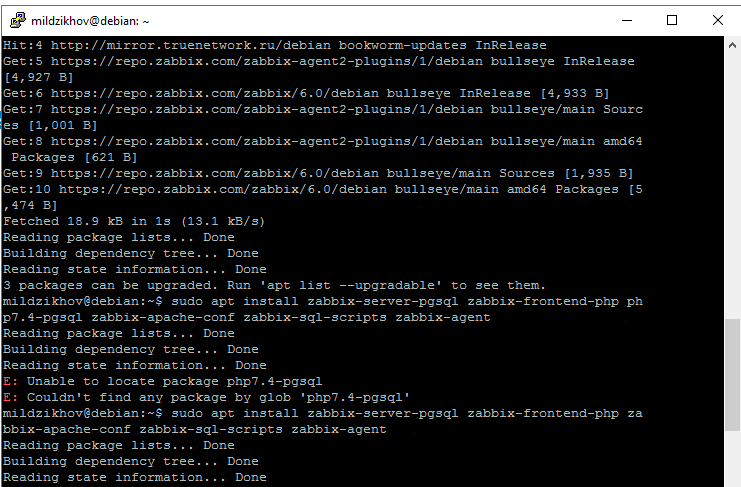 mildzikhov@debian: ~
Hit:4 http://mirror.truenetwork.ru/debian bookworm-updates InRelease
Get:5 https://repo.zabbix.com/zabbix-agent2-plugins/1/debian bullseye InRelease
[4,927 B]
Get:6 https://repo.zabbix.com/zabbix/6.0/debian bullseye InRelease [4,933 B]
Get:7 https://repo.zabbix.com/zabbix-agent2-plugins/1/debian bullseye/main Sourc
es [1,001 B]
Get:8 https://repo.zabbix.com/zabbix-agent2-plugins/1/debian bullseye/main amd64
 Packages [621 B]
Get:9 https://repo.zabbix.com/zabbix/6.0/debian bullseye/main Sources [1,935 B]
Get:10 https://repo.zabbix.com/zabbix/6.0/debian bullseye/main amd64 Packages [5
,474 B]
Fetched 18.9 kB in 1s (13.1 kB/s)
Reading package lists... Done
Building dependency tree... Done
Reading state information... Done
3 packages can be upgraded. Run 'apt list --upgradable' to see them.
mildzikhov@debian:~$ sudo apt install zabbix-server-pgsql zabbix-frontend-php ph
p7.4-pgsql zabbix-apache-conf zabbix-sql-scripts zabbix-agent
Reading package lists... Done
Building dependency tree... Done
Reading state information... Done
E: Unable to locate package php7.4-pgsql
E: Couldn't find any package by glob 'php7.4-pgsql'
mildzikhov@debian:~$ sudo apt install zabbix-server-pgsql zabbix-frontend-php za
bbix-apache-conf zabbix-sql-scripts zabbix-agent
Reading package lists... Done
Building dependency tree... Done
Reading state information... Done